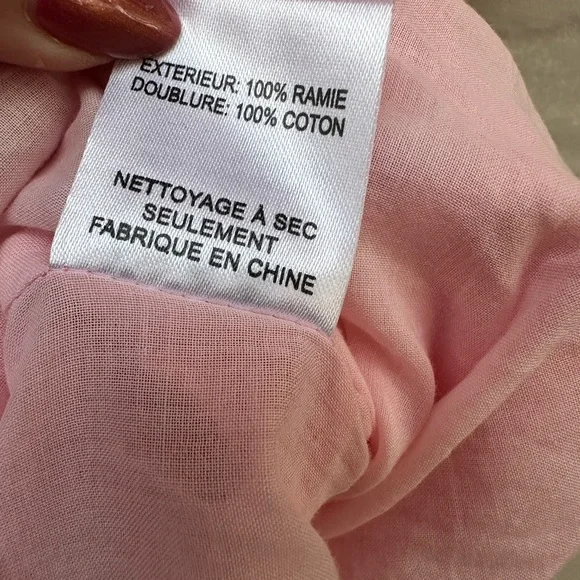 EXTERIEUR: 100% RAMIE
DOUBLURE: 100% COTON
NETTOYAGE À SEC
SEULEMENT
FABRIQUE EN CHINE